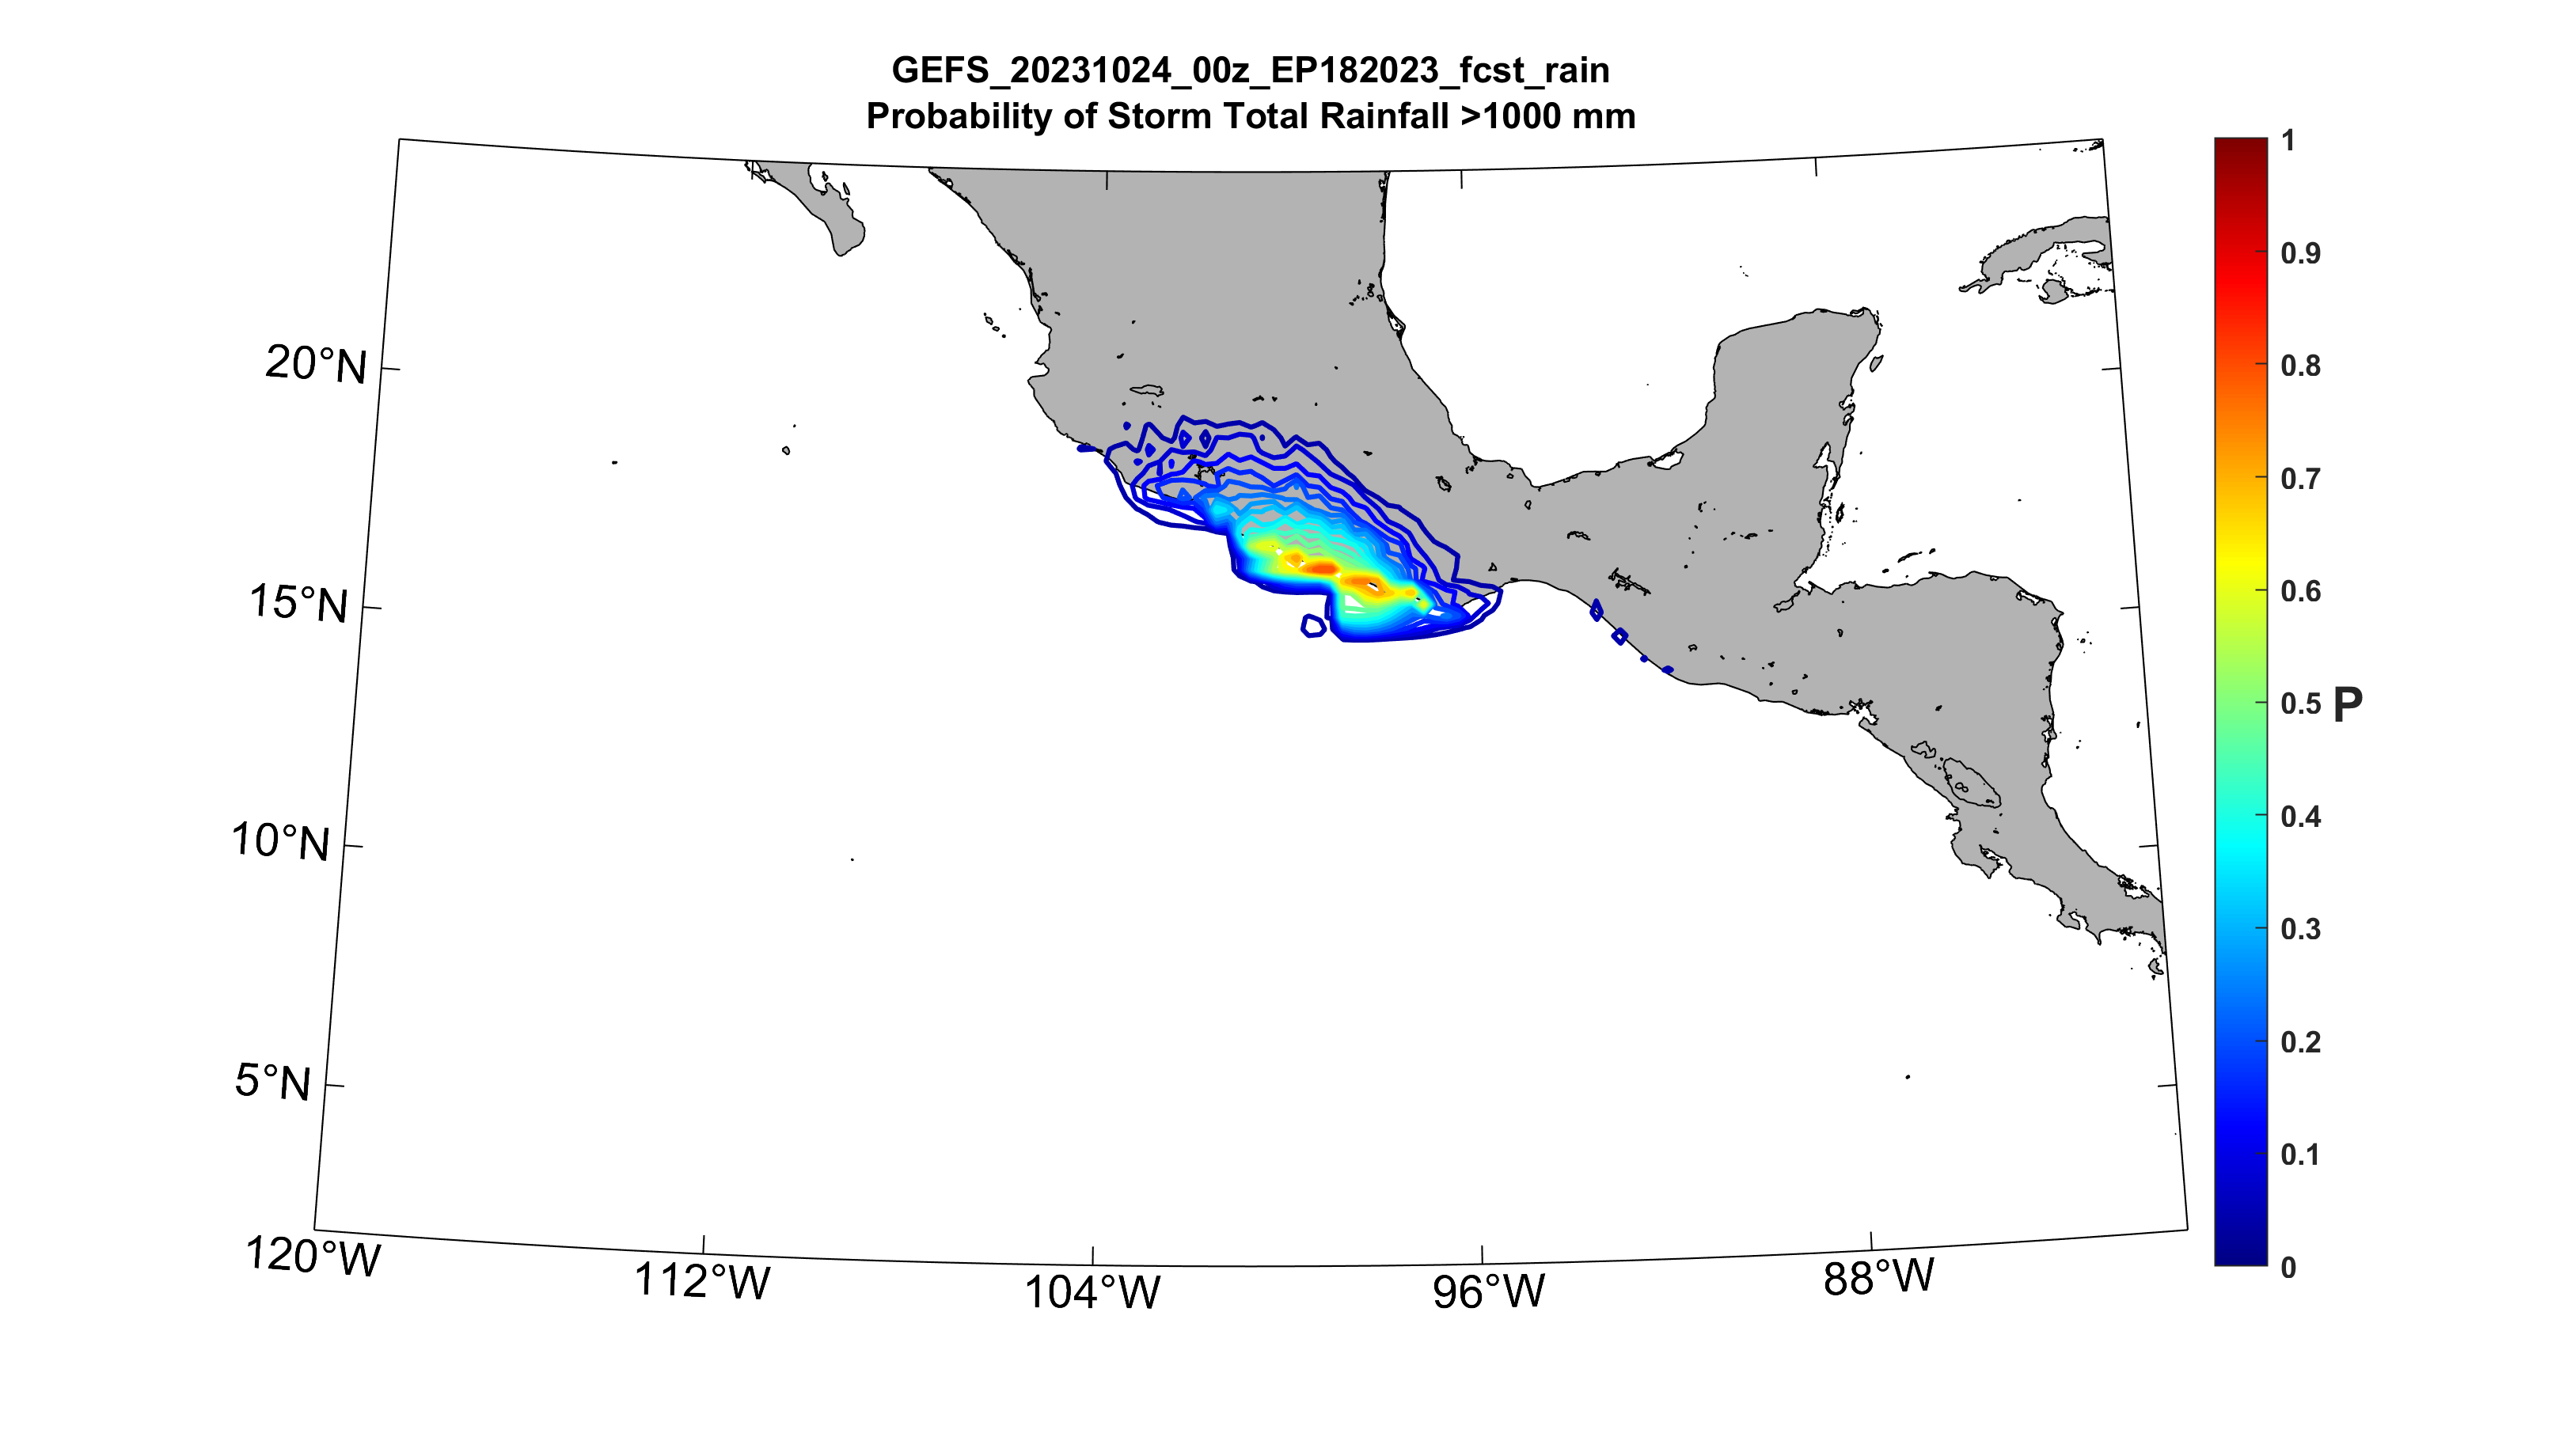 GEFS_20231024_00z_EP182023_fcst_rain
Probability of Storm Total Rainfall >1000 mm
1
0.9
0.8
0.7
0.6
0.5
P
0.4
0.3
0.2
0.1
0
20°N
15°N
10°N
5°N
120°W
112°W
104°W
96°W
88°W